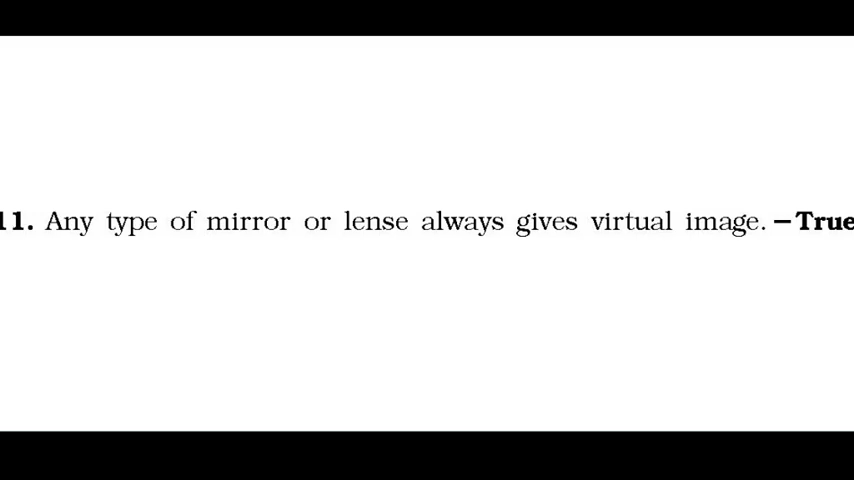 11. Any type of mirror or lense always gives virtual image. –True